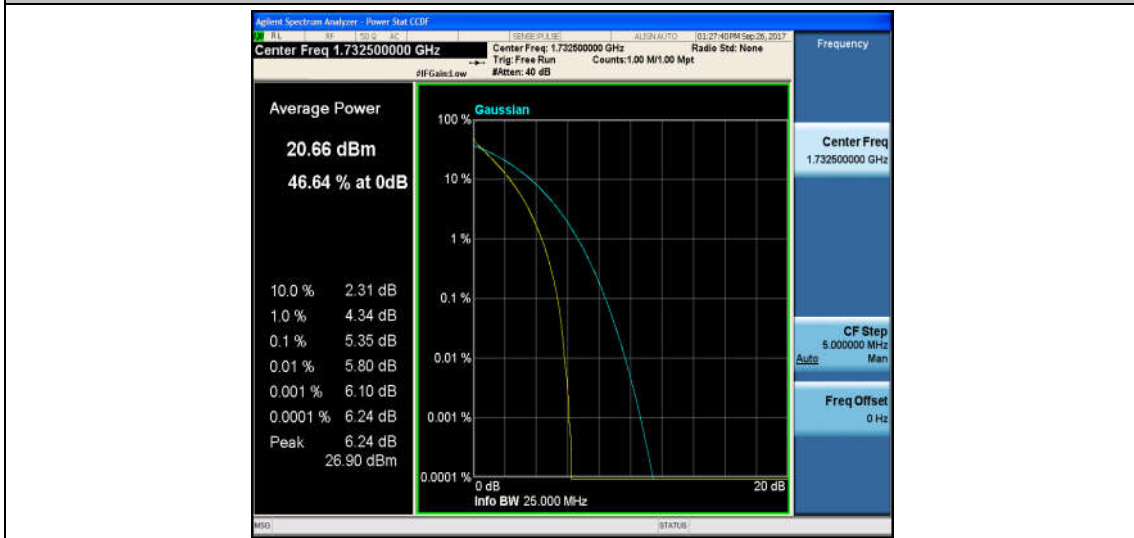 Agilent Spectrum Analyzer - Power Stat CCDF
RL RF 50 Ω AC SENSE:PULSE ALIGN AUTO 01:27:40 PM Sep 26, 2017
Center Freq 1.732500000 GHz
Center Freq: 1.732500000 GHz Radio Std: None
Trig: Free Run Counts:1.00 M/1.00 Mpt
#IFGain:Low #Atten: 40 dB
Frequency
Average Power
20.66 dBm
46.64 % at 0dB
10.0 % 2.31 dB
1.0 % 4.34 dB
0.1 % 5.35 dB
0.01 % 5.80 dB
0.001 % 6.10 dB
0.0001 % 6.24 dB
Peak 6.24 dB
26.90 dBm
Gaussian
100 %
10 %
1 %
0.1 %
0.01 %
0.001 %
0.0001 %
0 dB 20 dB
Info BW 25.000 MHz
Center Freq
1.732500000 GHz
CF Step
5.000000 MHz
Auto Man
Freq Offset
0 Hz
MSG STATUS